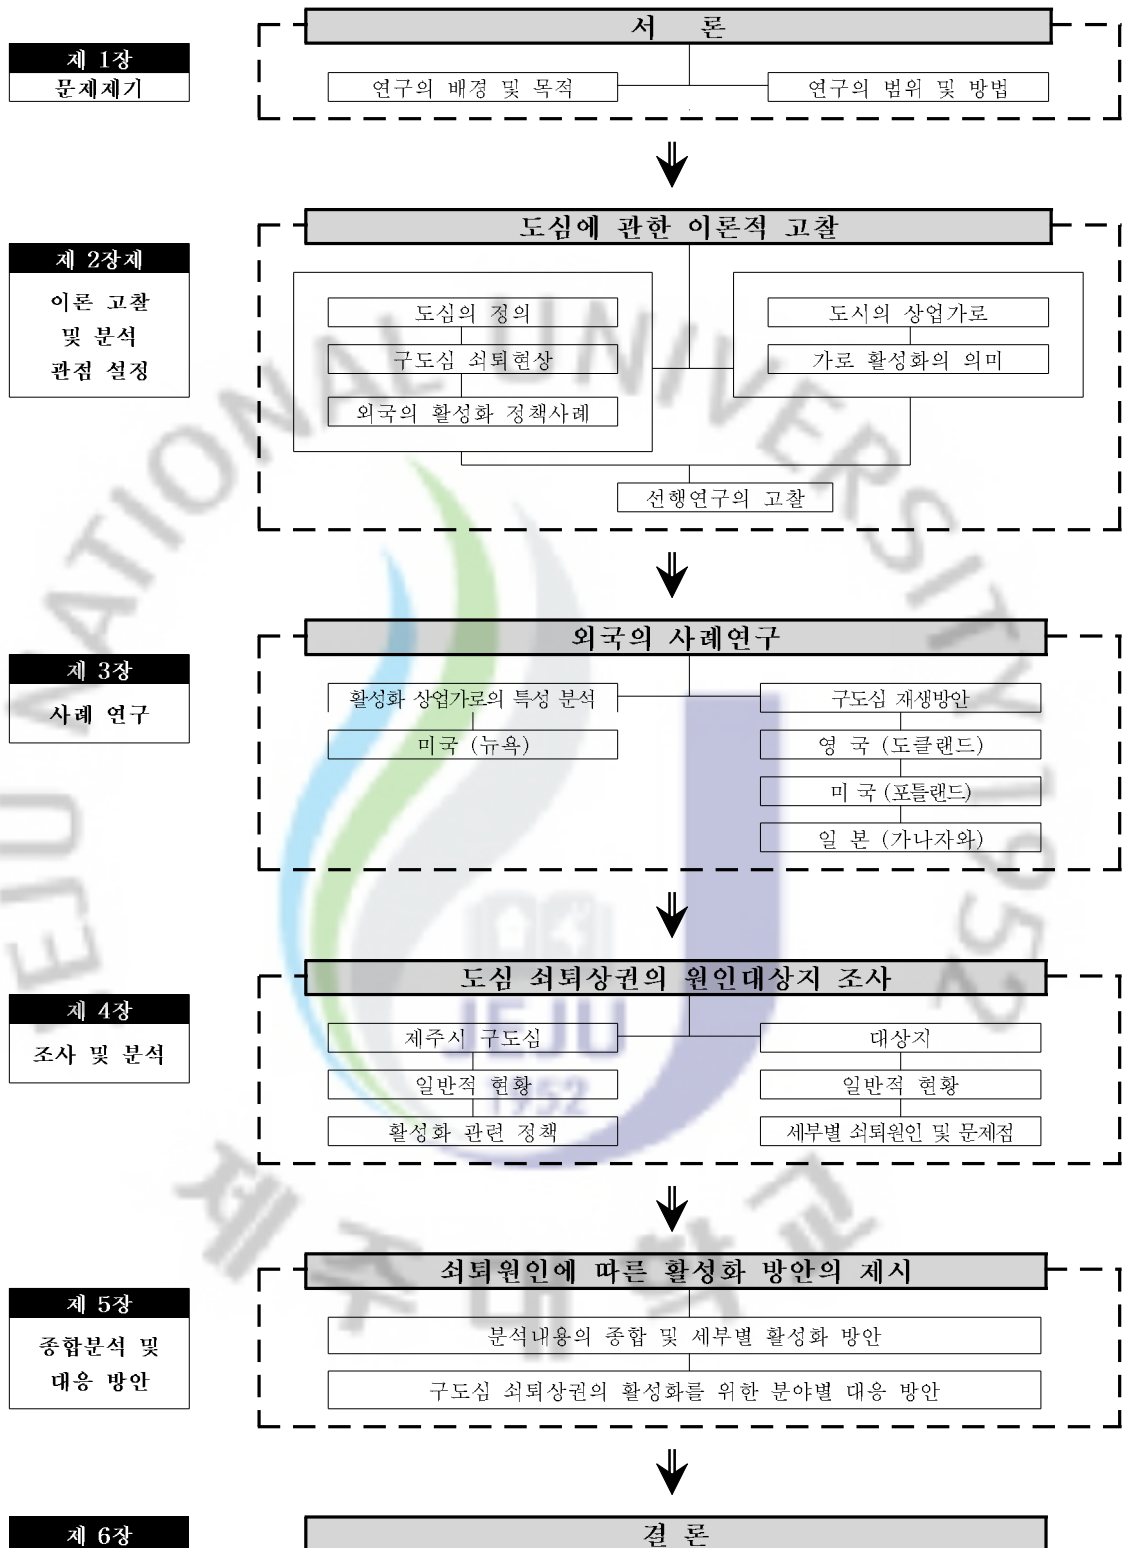 제 1장
문제제기
서 론
연구의 배경 및 목적
연구의 범위 및 방법
제 2장제
이론 고찰
및 분석
관점 설정
도심에 관한 이론적 고찰
도심의 정의
구도심 쇠퇴현상
외국의 활성화 정책사례
도시의 상업가로
가로 활성화의 의미
선행연구의 고찰
제 3장
사례 연구
외국의 사례연구
활성화 상업가로의 특성 분석
미국 (뉴욕)
구도심 재생방안
영 국 (도클랜드)
미 국 (포틀랜드)
일 본 (가나자와)
제 4장
조사 및 분석
도심 쇠퇴상권의 원인대상지 조사
제주시 구도심
일반적 현황
활성화 관련 정책
대상지
일반적 현황
세부별 쇠퇴원인 및 문제점
제 5장
종합분석 및
대응 방안
쇠퇴원인에 따른 활성화 방안의 제시
분석내용의 종합 및 세부별 활성화 방안
구도심 쇠퇴상권의 활성화를 위한 분야별 대응 방안
제 6장
결 론
JEJU NATIONAL UNIVERSITY 1952
JEJU
1952
제주대학교